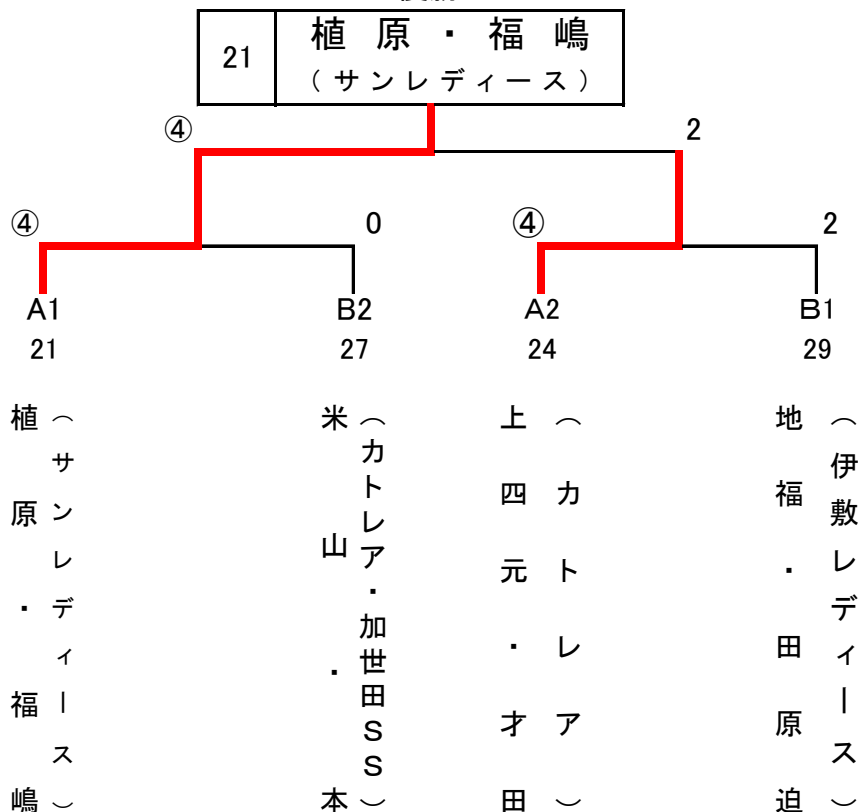 21
植原・福嶋
（サンレディース）
④
2
④
0
④
2
A1
B2
A2
B1
21
27
24
29
植原・福嶋
（サンレディース）
米山・本
（カトレア・加世田SS）
上四元・才田
（カトレア）
地福・田原迫
（伊敷レディース）